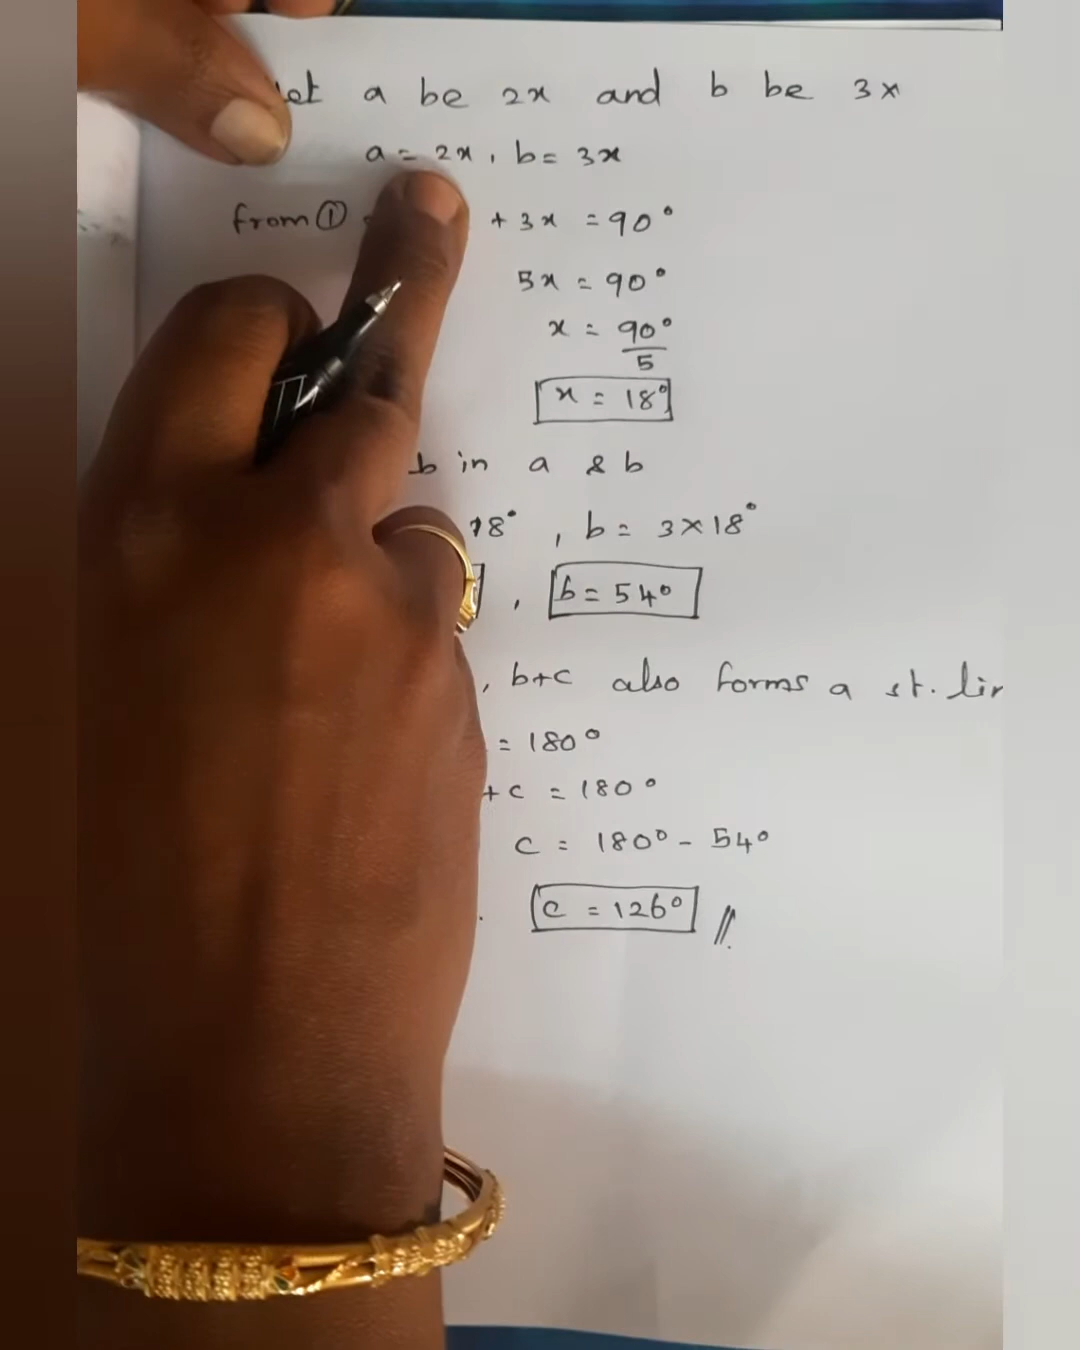 let a be 2x and b be 3x
a = 2x, b = 3x
from ① + 3x = 90°
5x = 90°
x = 90°
5
x = 18°
b in a & b
18° , b = 3×18°
, b = 54°
, b+c also forms a st. lin
= 180°
+ c = 180°
c = 180° - 54°
c = 126° //.